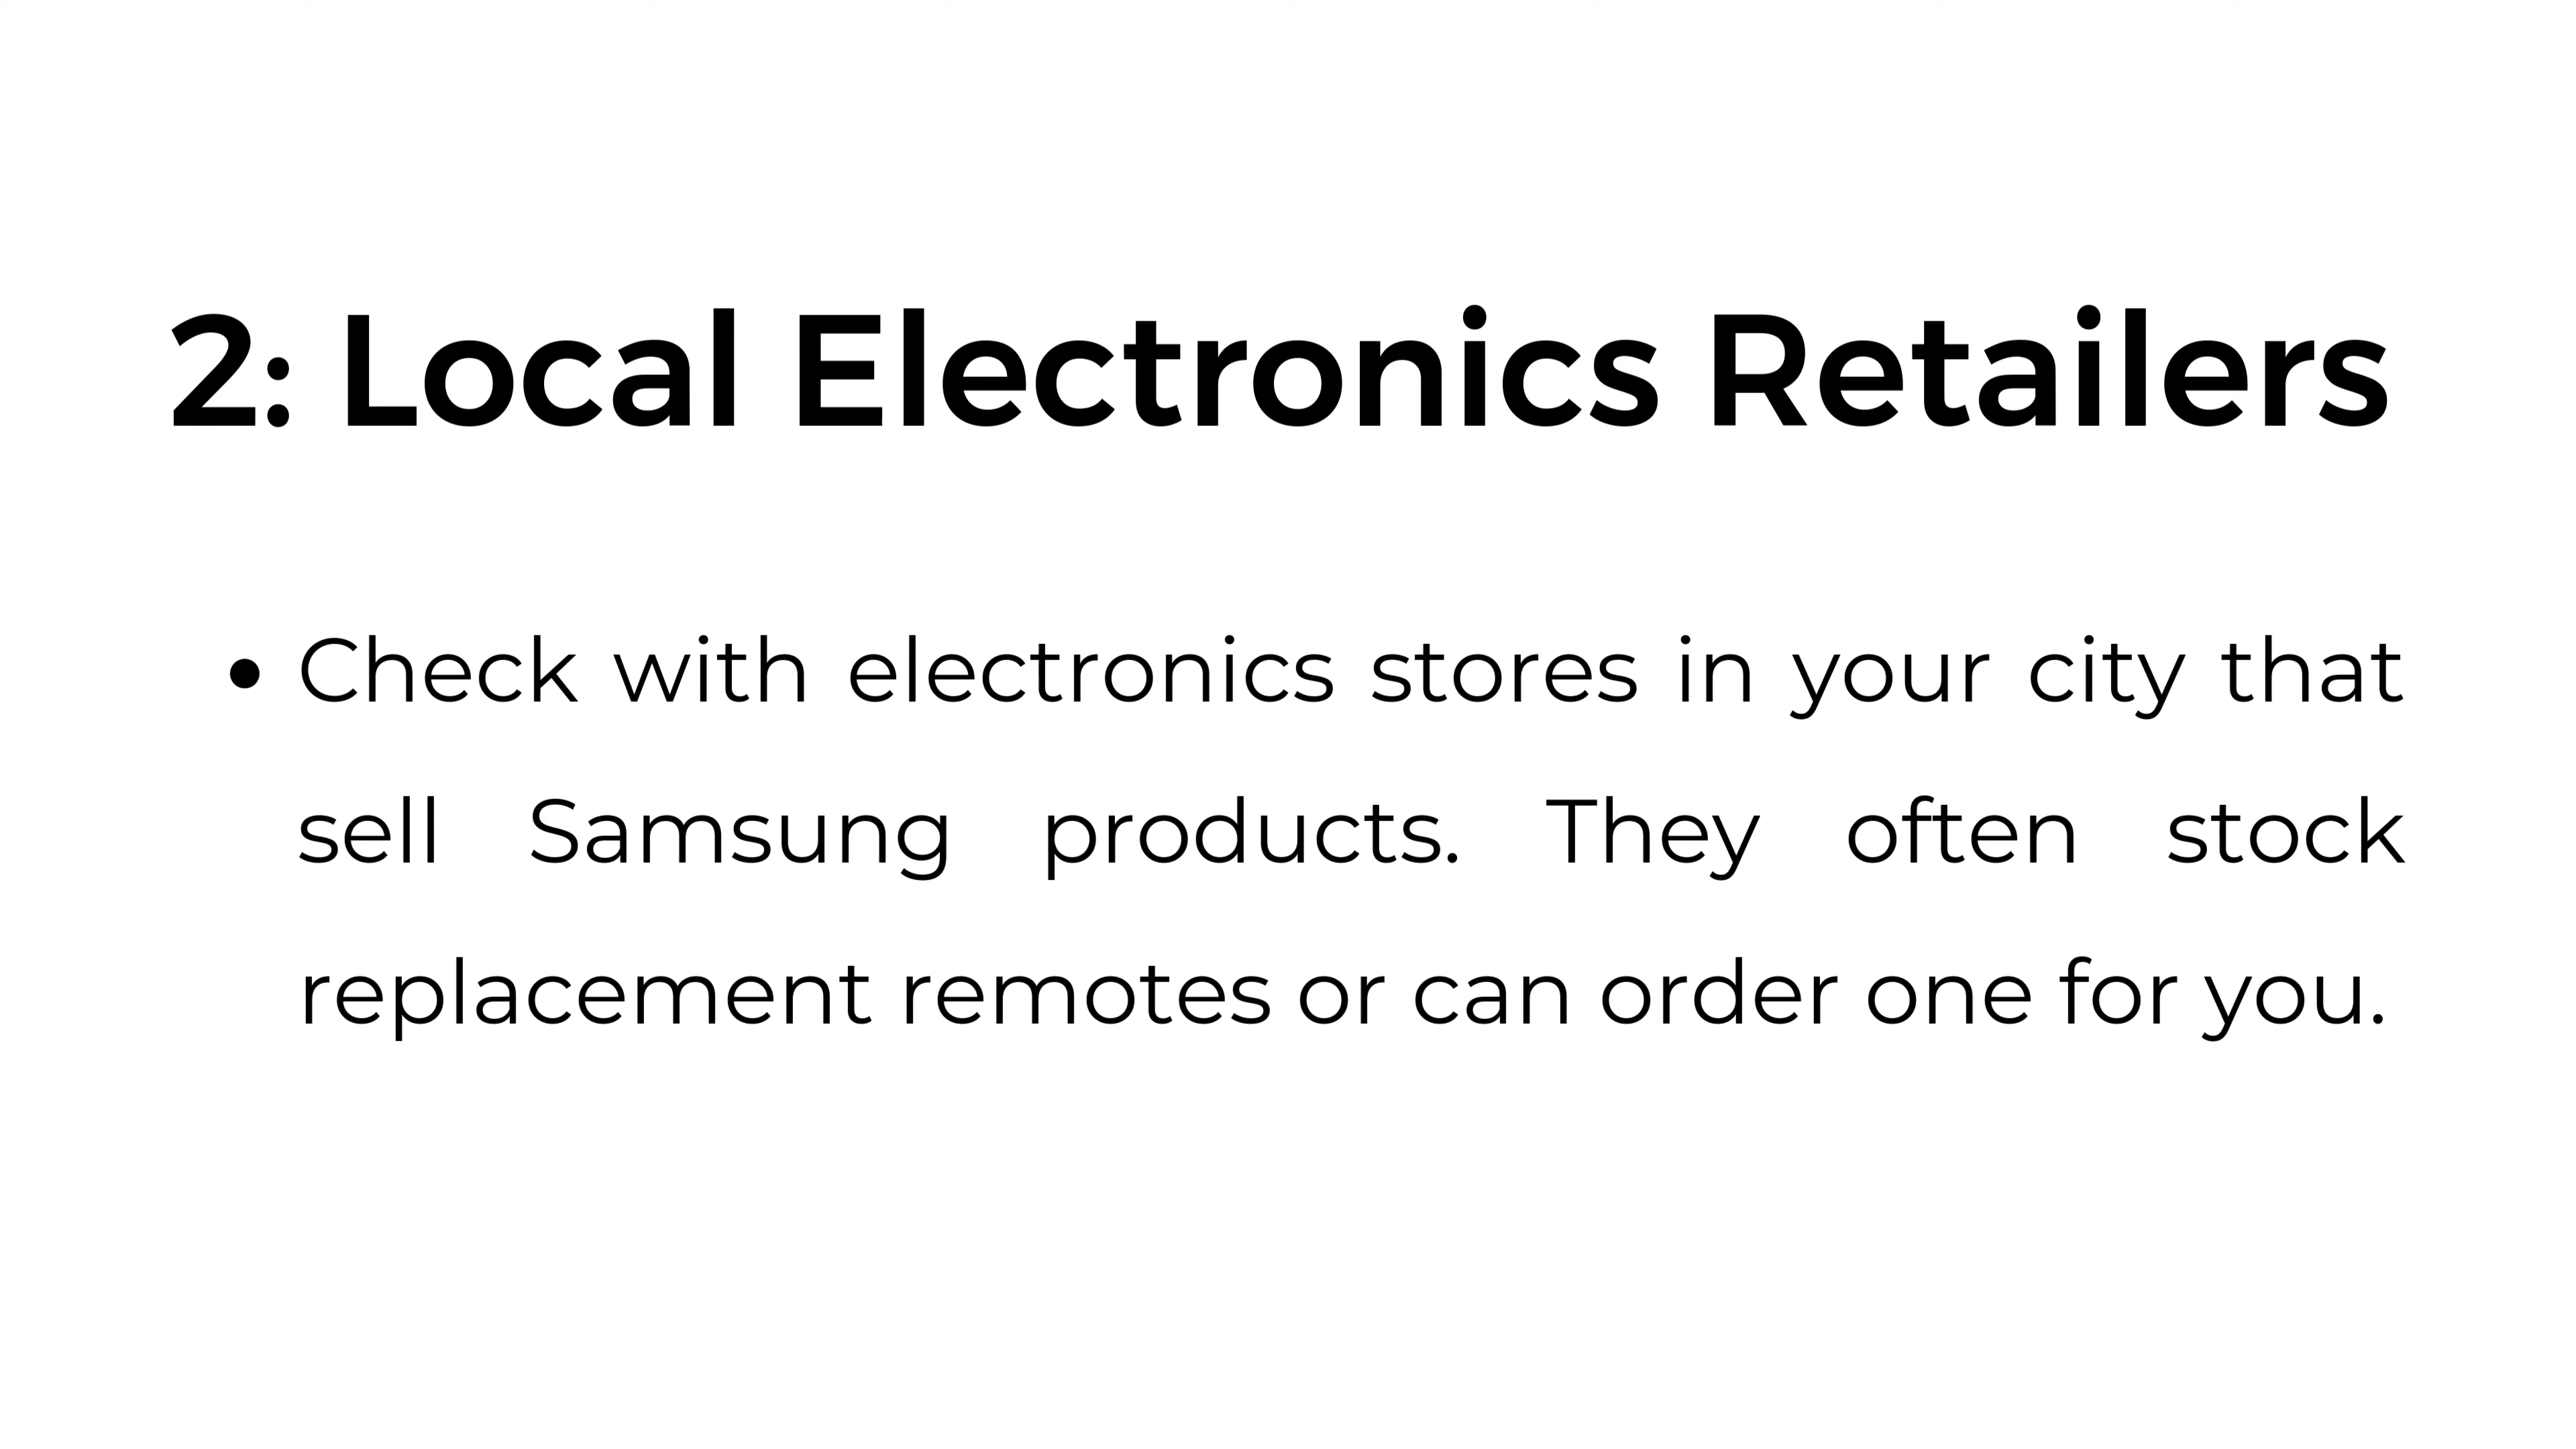 2: Local Electronics Retailers
• Check with electronics stores in your city that
sell Samsung products. They often stock
replacement remotes or can order one for you.